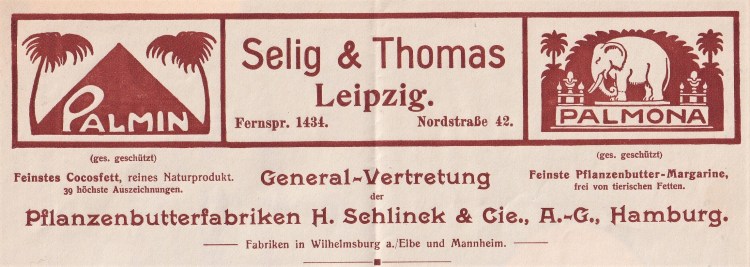 PALMIN
(ges. geschützt)
Feinstes Cocosfett, reines Naturprodukt.
39 höchste Auszeichnungen.
Selig & Thomas
Leipzig.
Fernspr. 1434. Nordstraße 42.
PALMONA
(ges. geschützt)
Feinste Pflanzenbutter-Margarine,
frei von tierischen Fetten.
General-Vertretung
der
Pflanzenbutterfabriken H. Schlinck & Cie., A.-G., Hamburg.
Fabriken in Wilhelmsburg a./Elbe und Mannheim.